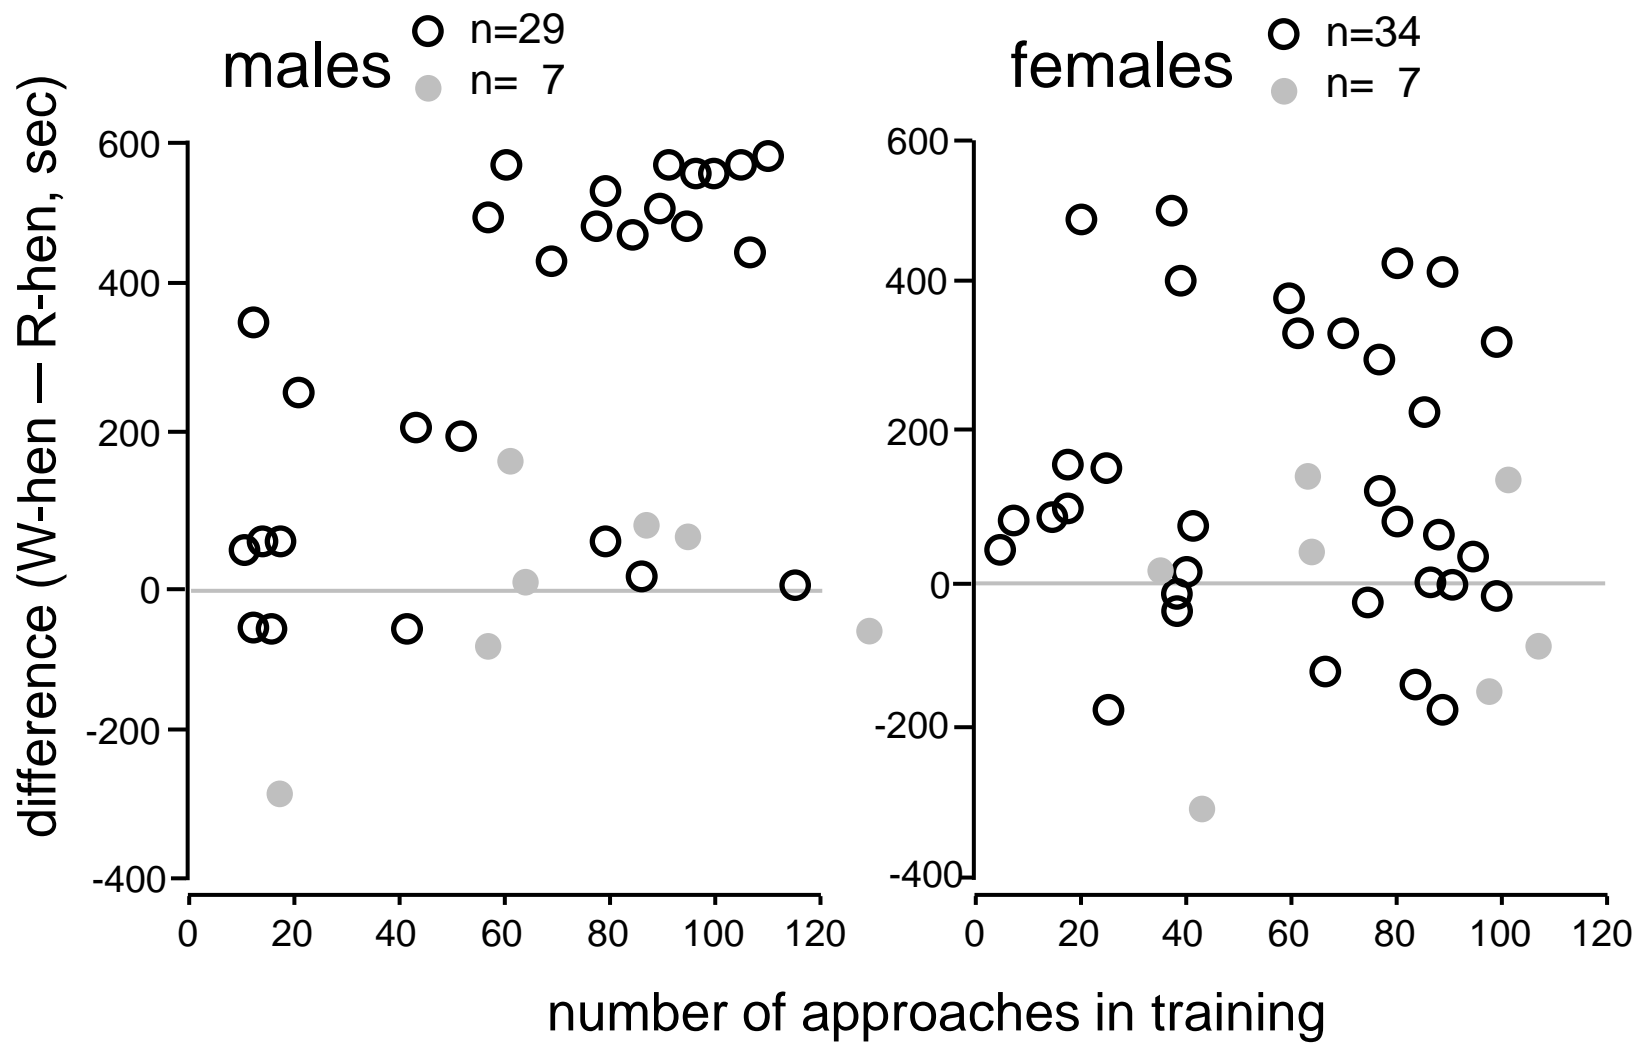 males
n=29
n= 7
females
n=34
n= 7
difference (W-hen — R-hen, sec)
600
400
200
0
-200
-400
0 20 40 60 80 100 120
600
400
200
0
-200
-400
0 20 40 60 80 100 120
number of approaches in training